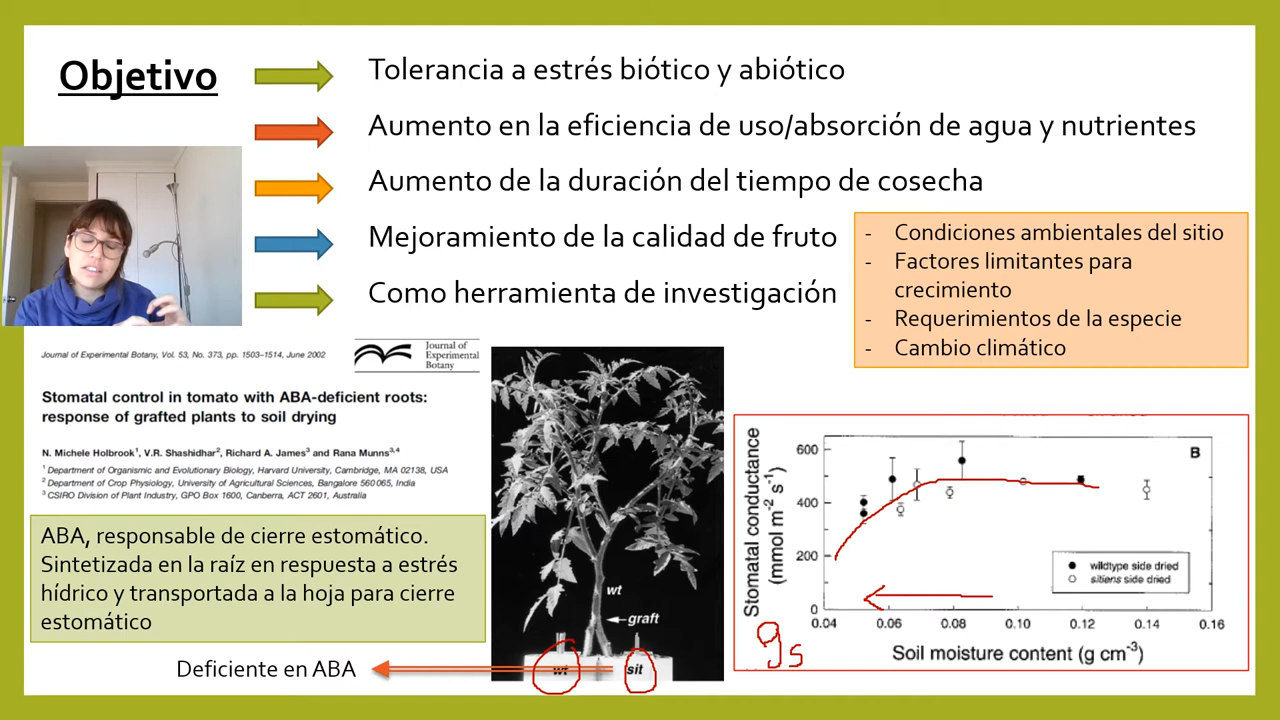 Objetivo
Tolerancia a estrés biótico y abiótico
Aumento en la eficiencia de uso/absorción de agua y nutrientes
Aumento de la duración del tiempo de cosecha
Mejoramiento de la calidad de fruto
Como herramienta de investigación
- Condiciones ambientales del sitio
- Factores limitantes para
crecimiento
- Requerimientos de la especie
- Cambio climático
Journal of Experimental Botany, Vol. 53, No. 373, pp. 1503–1514, June 2002
Journal of
Experimental
Botany
Stomatal control in tomato with ABA-deficient roots:
response of grafted plants to soil drying
N. Michele Holbrook1, V.R. Shashidhar2, Richard A. James3 and Rana Munns3,4
1 Department of Organismic and Evolutionary Biology, Harvard University, Cambridge, MA 02138, USA
2 Department of Crop Physiology, University of Agricultural Sciences, Bangalore 560 065, India
3 CSIRO Division of Plant Industry, GPO Box 1600, Canberra, ACT 2601, Australia
ABA, responsable de cierre estomático.
Sintetizada en la raíz en respuesta a estrés
hídrico y transportada a la hoja para cierre
estomático
Deficiente en ABA
wt
graft
wt
sit
Stomatal conductance
(mmol m-2 s-1)
600
400
200
0
B
wildtype side dried
sitiens side dried
0.04 0.06 0.08 0.10 0.12 0.14 0.16
Soil moisture content (g cm-3)
gs